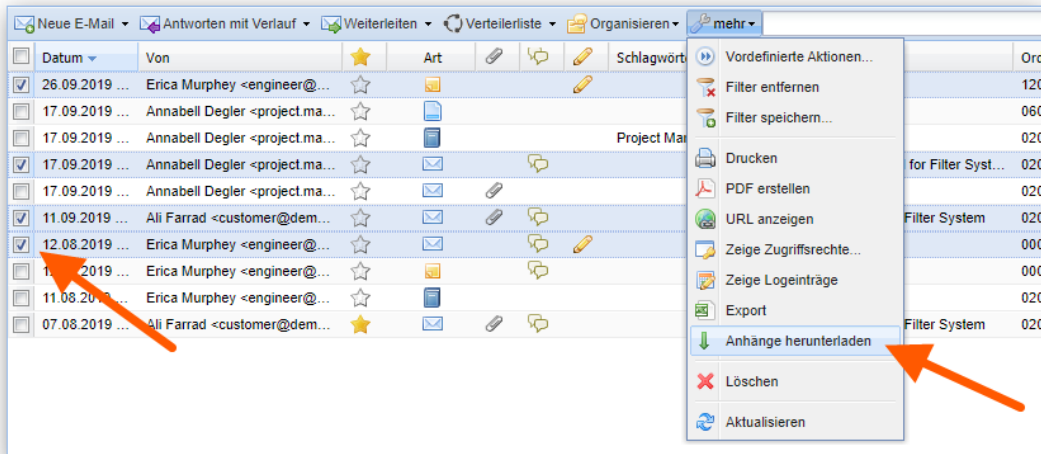 Neue E-Mail Antworten mit Verlauf Weiterleiten Verteilerliste Organisieren mehr
Datum Von Art Schlagwört Ord
26.09.2019 ... Erica Murphey <engineer@... 120
17.09.2019 ... Annabell Degler <project.ma... 060
17.09.2019 ... Annabell Degler <project.ma... Project Mar 020
17.09.2019 ... Annabell Degler <project.ma... l for Filter Syst... 020
17.09.2019 ... Annabell Degler <project.ma... 020
11.09.2019 ... Ali Farrad <customer@dem... Filter System 020
12.08.2019 ... Erica Murphey <engineer@... 000
Erica Murphey <engineer@... 000
11.08.2019 ... Erica Murphey <engineer@... 020
07.08.2019 ... Ali Farrad <customer@dem... Filter System 020
Vordefinierte Aktionen...
Filter entfernen
Filter speichern...
Drucken
PDF erstellen
URL anzeigen
Zeige Zugriffsrechte...
Zeige Logeinträge
Export
Anhänge herunterladen
Löschen
Aktualisieren